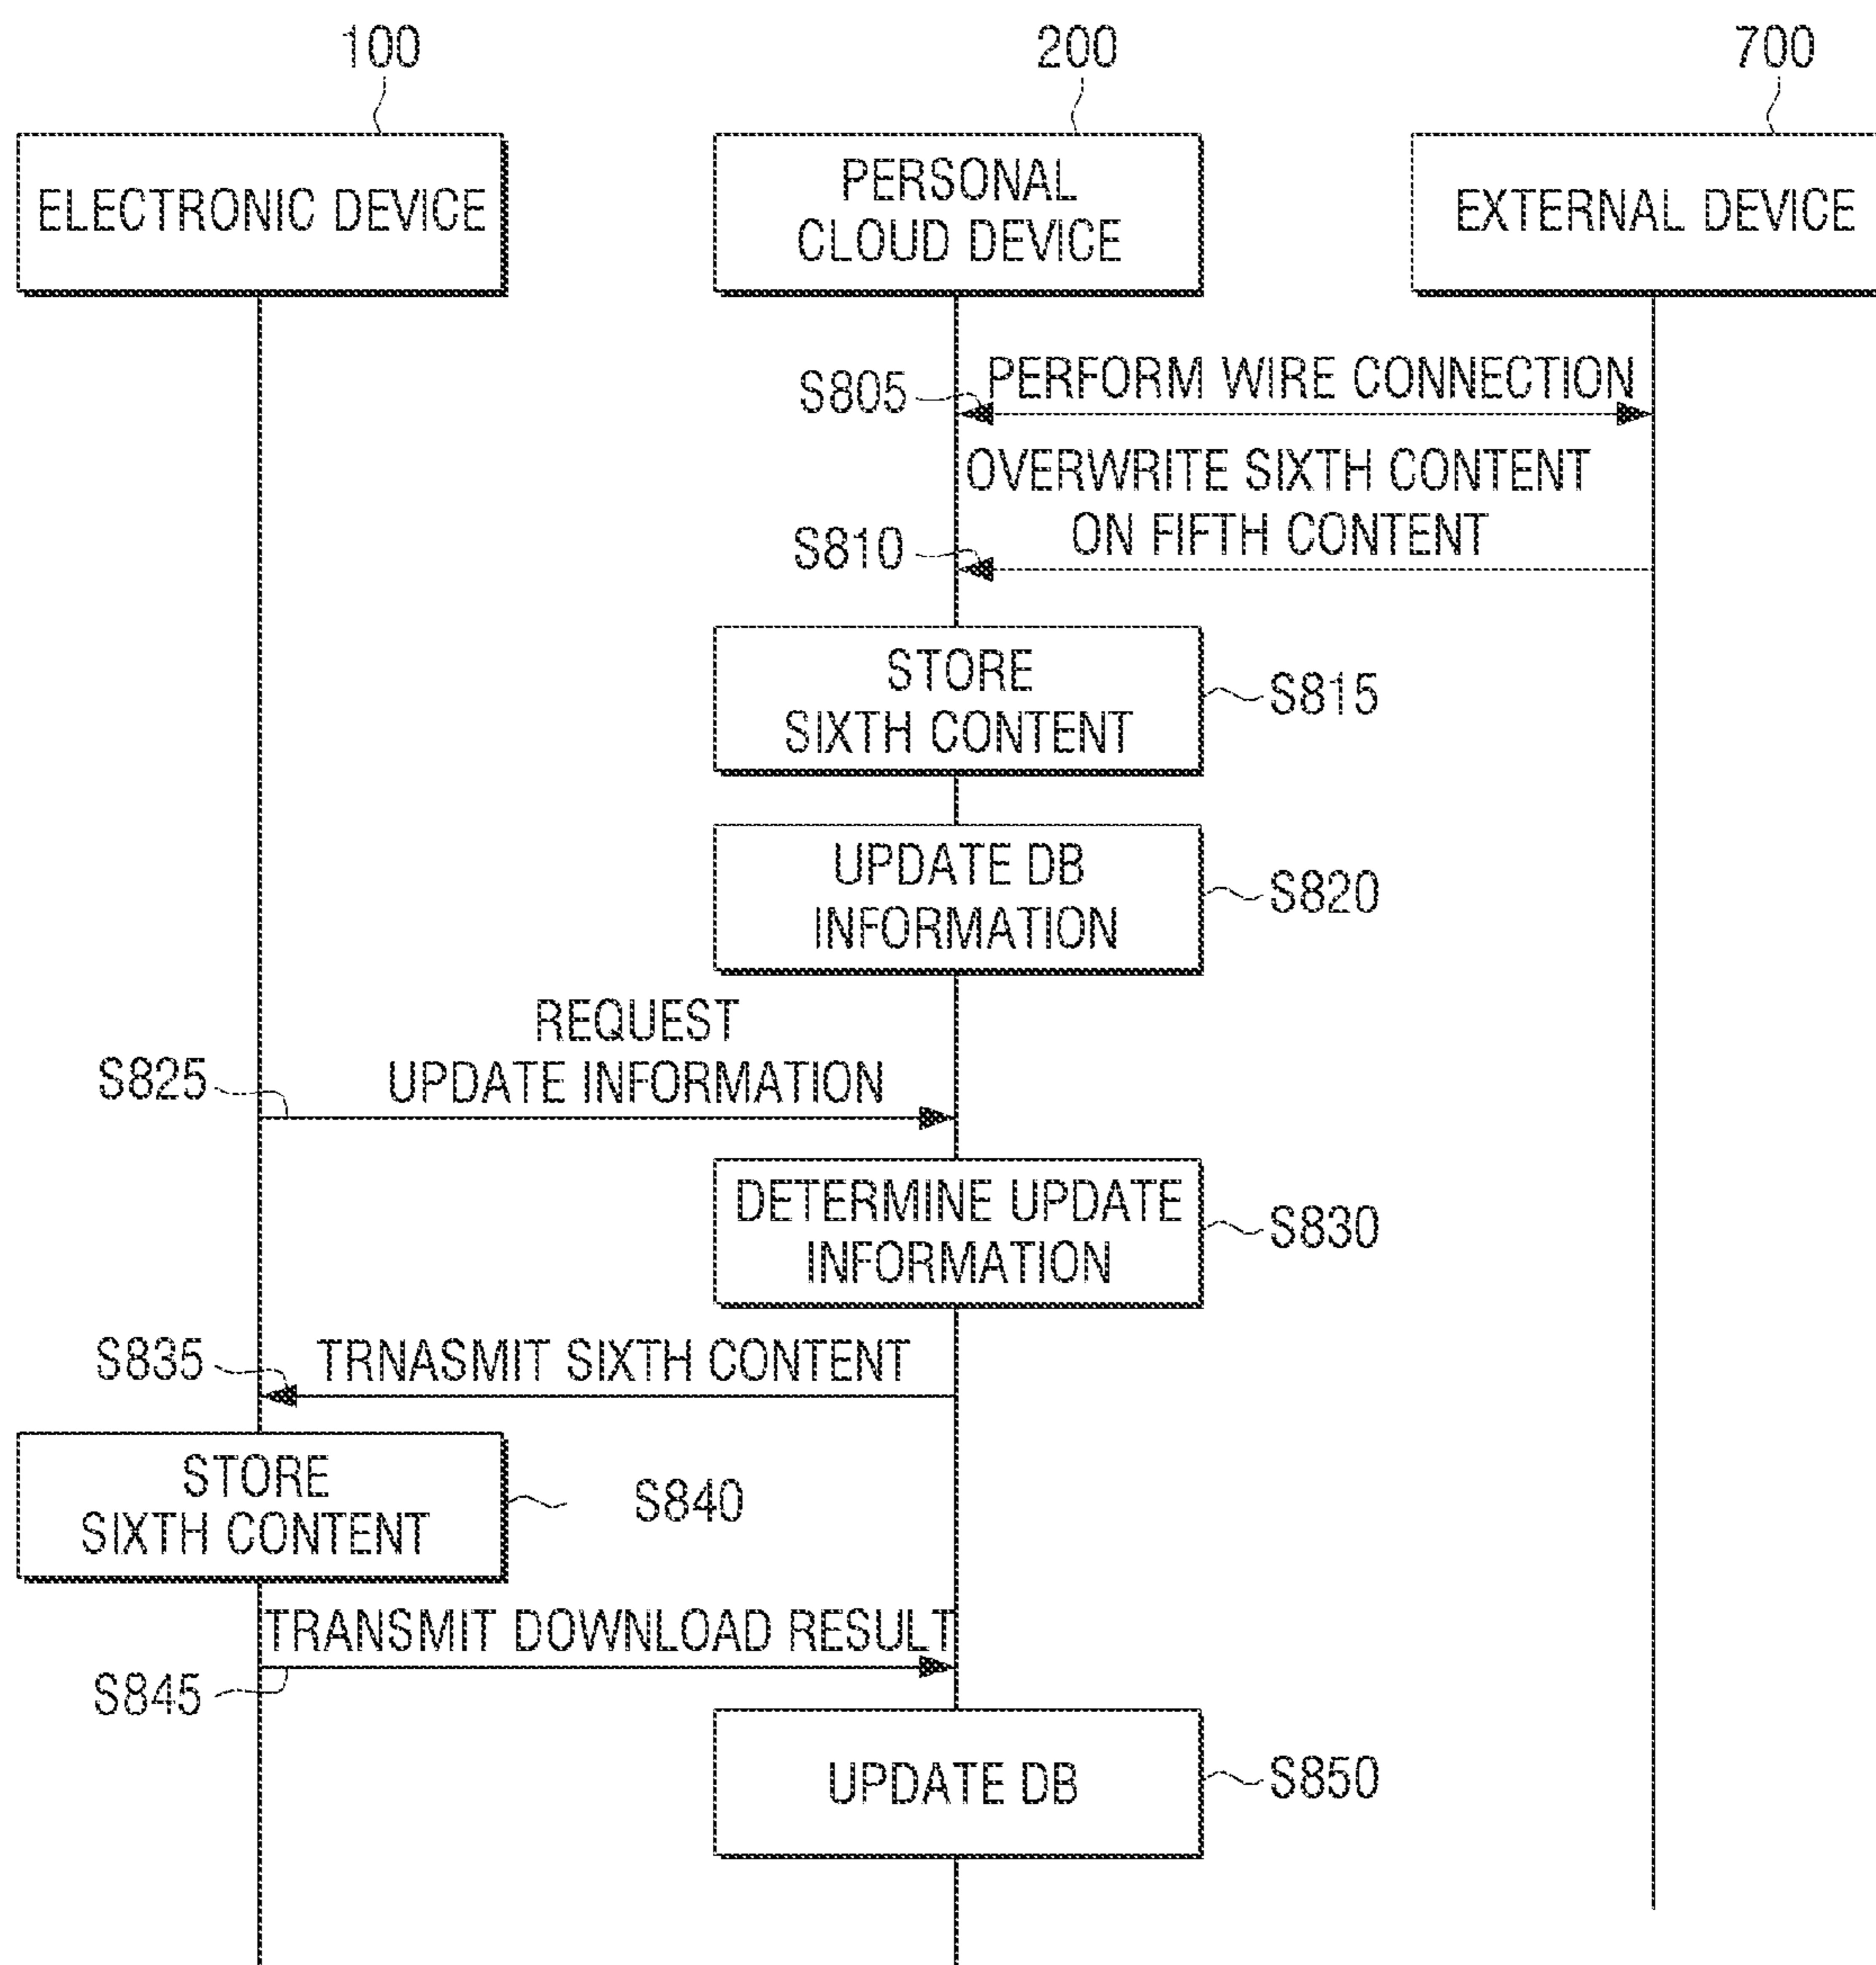 100
200
700
ELECTRONIC DEVICE
PERSONAL
CLOUD DEVICE
EXTERNAL DEVICE
S805
PERFORM WIRE CONNECTION
OVERWRITE SIXTH CONTENT
ON FIFTH CONTENT
S810
STORE
SIXTH CONTENT
S815
UPDATE DB
INFORMATION
S820
REQUEST
UPDATE INFORMATION
S825
DETERMINE UPDATE
INFORMATION
S830
S835
TRNASMIT SIXTH CONTENT
STORE
SIXTH CONTENT
S840
TRANSMIT DOWNLOAD RESULT
S845
UPDATE DB
S850